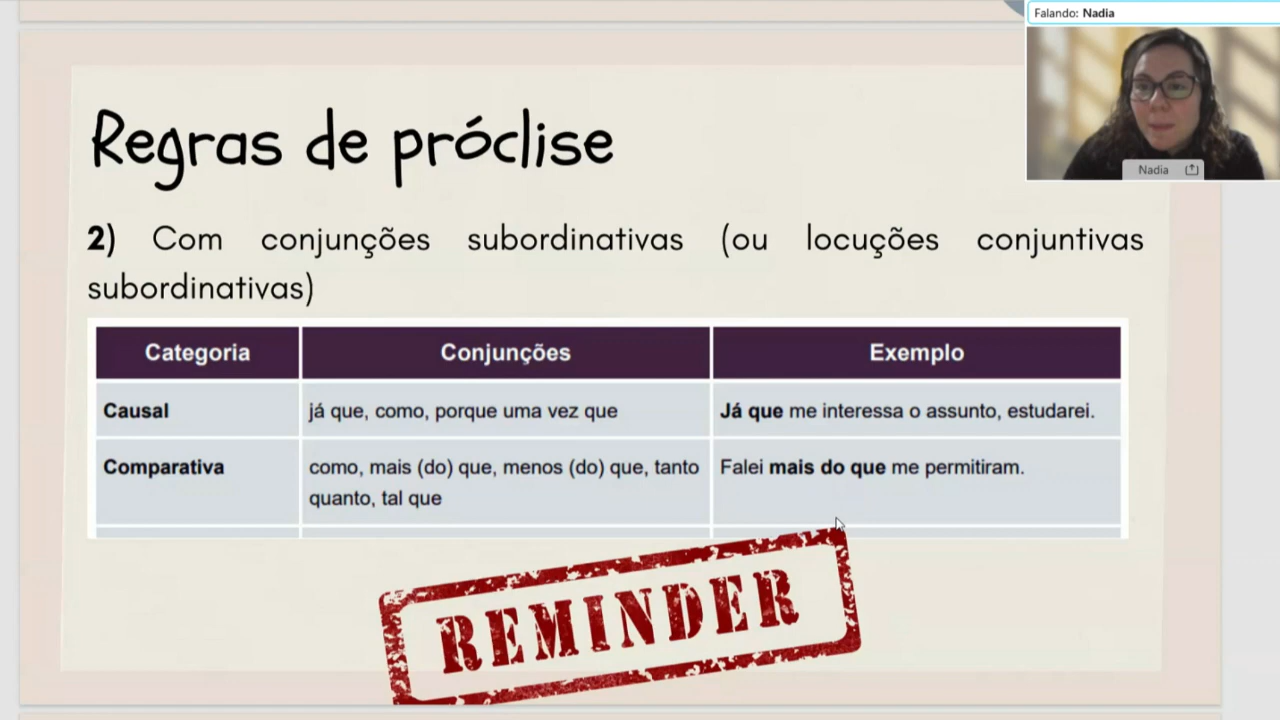 Falando: Nadia
Nadia
Regras de próclise
2) Com conjunções subordinativas (ou locuções conjuntivas
subordinativas)
Categoria Conjunções Exemplo
Causal já que, como, porque uma vez que Já que me interessa o assunto, estudarei.
Comparativa como, mais (do) que, menos (do) que, tanto Falei mais do que me permitiram.
quanto, tal que
REMINDER